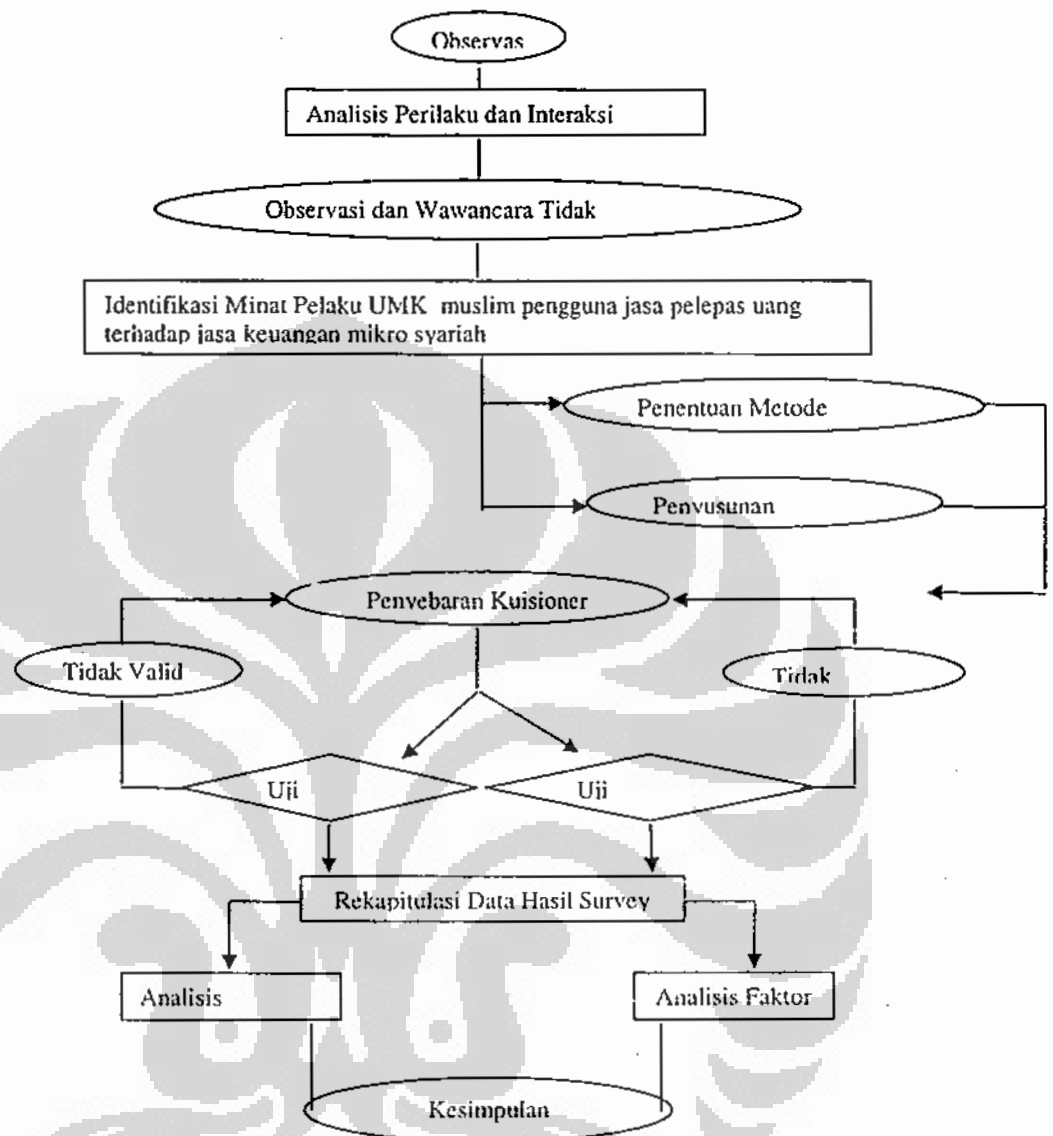 Observas
Analisis Perilaku dan Interaksi
Observasi dan Wawancara Tidak
Identifikasi Minat Pelaku UMK muslim pengguna jasa pelepas uang
terhadap jasa keuangan mikro syariah
Penentuan Metode
Penyusunan
Penyebaran Kuisioner
Tidak Valid
Tidak
Uji
Uji
Rekapitulasi Data Hasil Survey
Analisis
Analisis Faktor
Kesimpulan